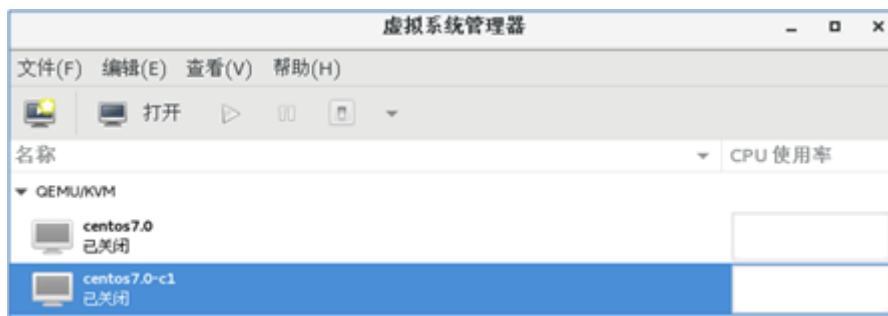 虚拟系统管理器
文件(F) 编辑(E) 查看(V) 帮助(H)
打开
名称 CPU 使用率
QEMU/KVM
centos7.0
已关闭
centos7.0-c1
已关闭